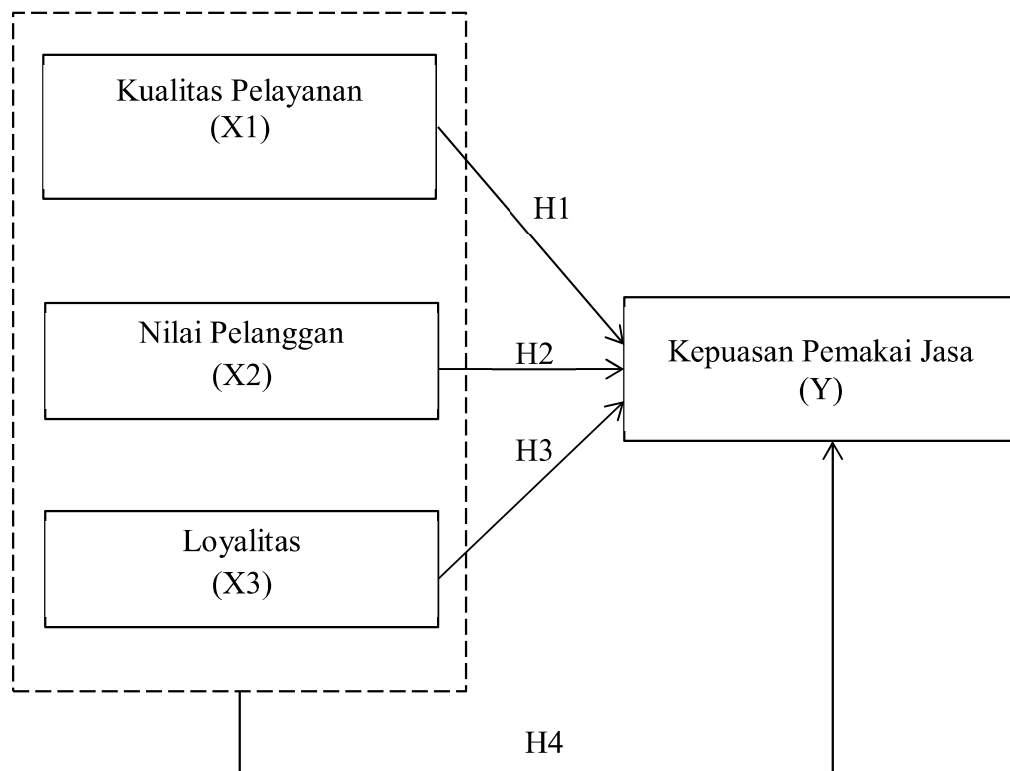 Kualitas Pelayanan
(X1)
H1
Nilai Pelanggan
(X2)
H2
Kepuasan Pemakai Jasa
(Y)
H3
Loyalitas
(X3)
H4